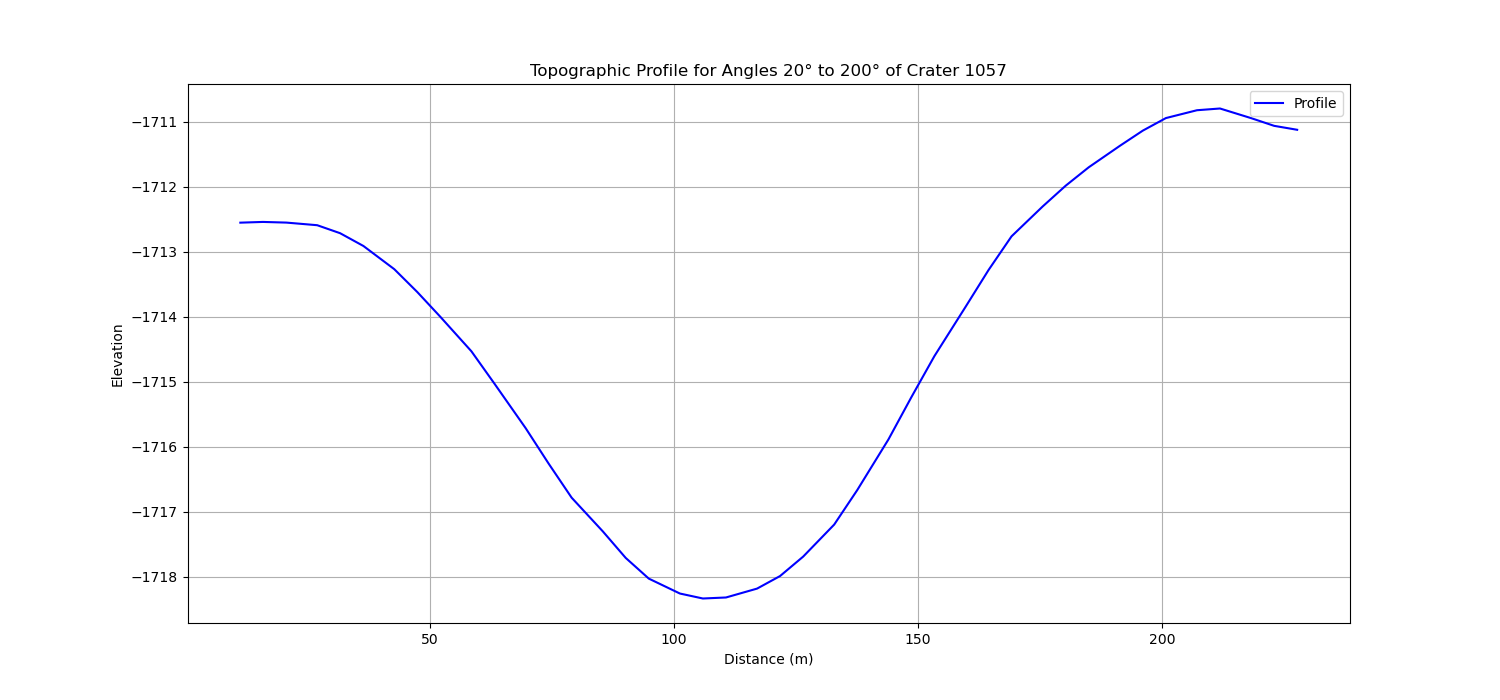 Topographic Profile for Angles 20° to 200° of Crater 1057
Profile
−1711
−1712
−1713
−1714
−1715
−1716
−1717
−1718
Elevation
50 100 150 200
Distance (m)